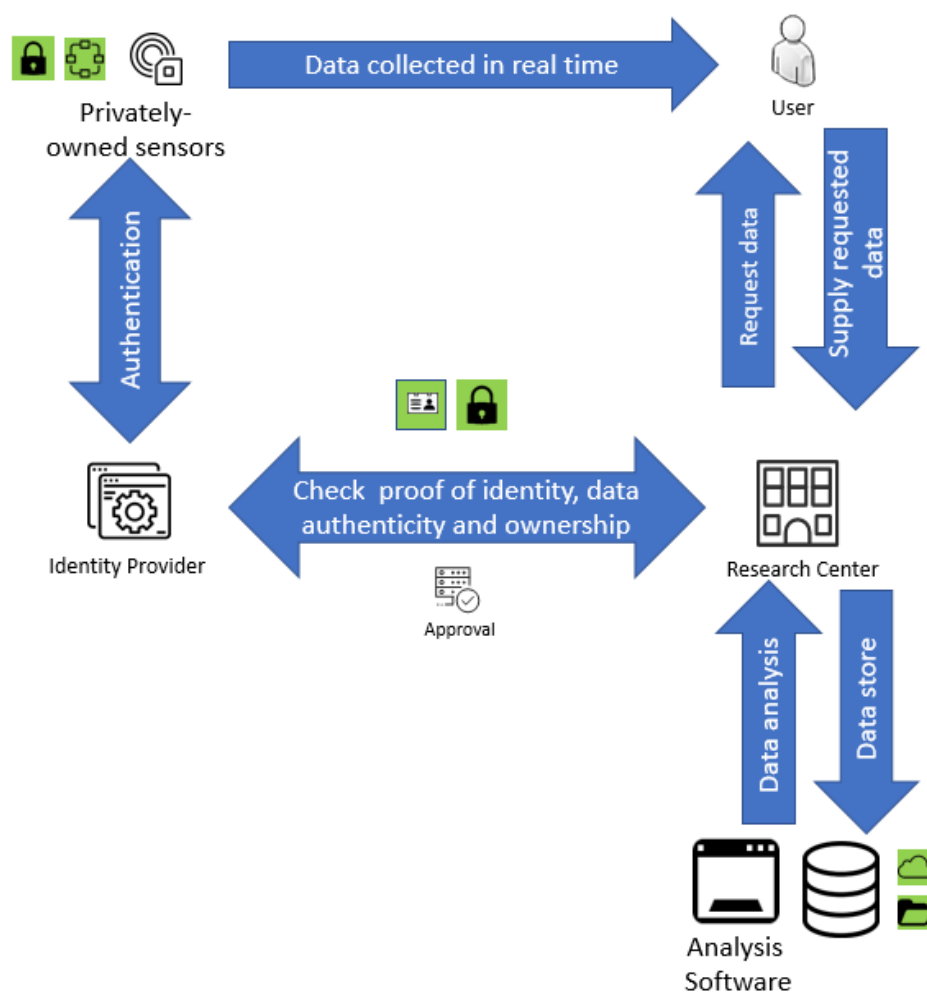 Data collected in real time
Privately-
owned sensors
User
Authentication
Request data
Supply requested
data
Check proof of identity, data
authenticity and ownership
Identity Provider
Approval
Research Center
Data analysis
Data store
Analysis
Software